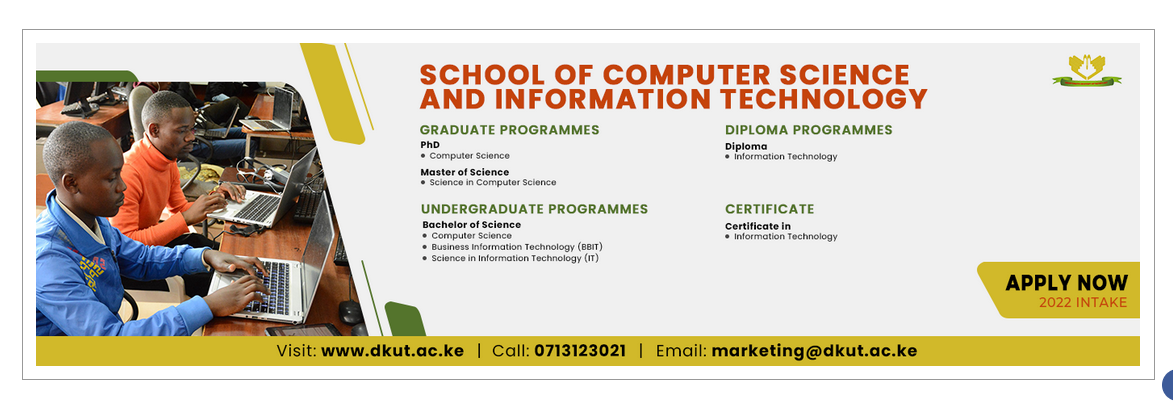 SCHOOL OF COMPUTER SCIENCE
AND INFORMATION TECHNOLOGY
GRADUATE PROGRAMMES
PhD
• Computer Science
Master of Science
• Science in Computer Science
UNDERGRADUATE PROGRAMMES
Bachelor of Science
• Computer Science
• Business Information Technology (BBIT)
• Science in Information Technology (IT)
DIPLOMA PROGRAMMES
Diploma
• Information Technology
CERTIFICATE
Certificate in
• Information Technology
APPLY NOW
2022 INTAKE
Visit: www.dkut.ac.ke | Call: 0713123021 | Email: marketing@dkut.ac.ke